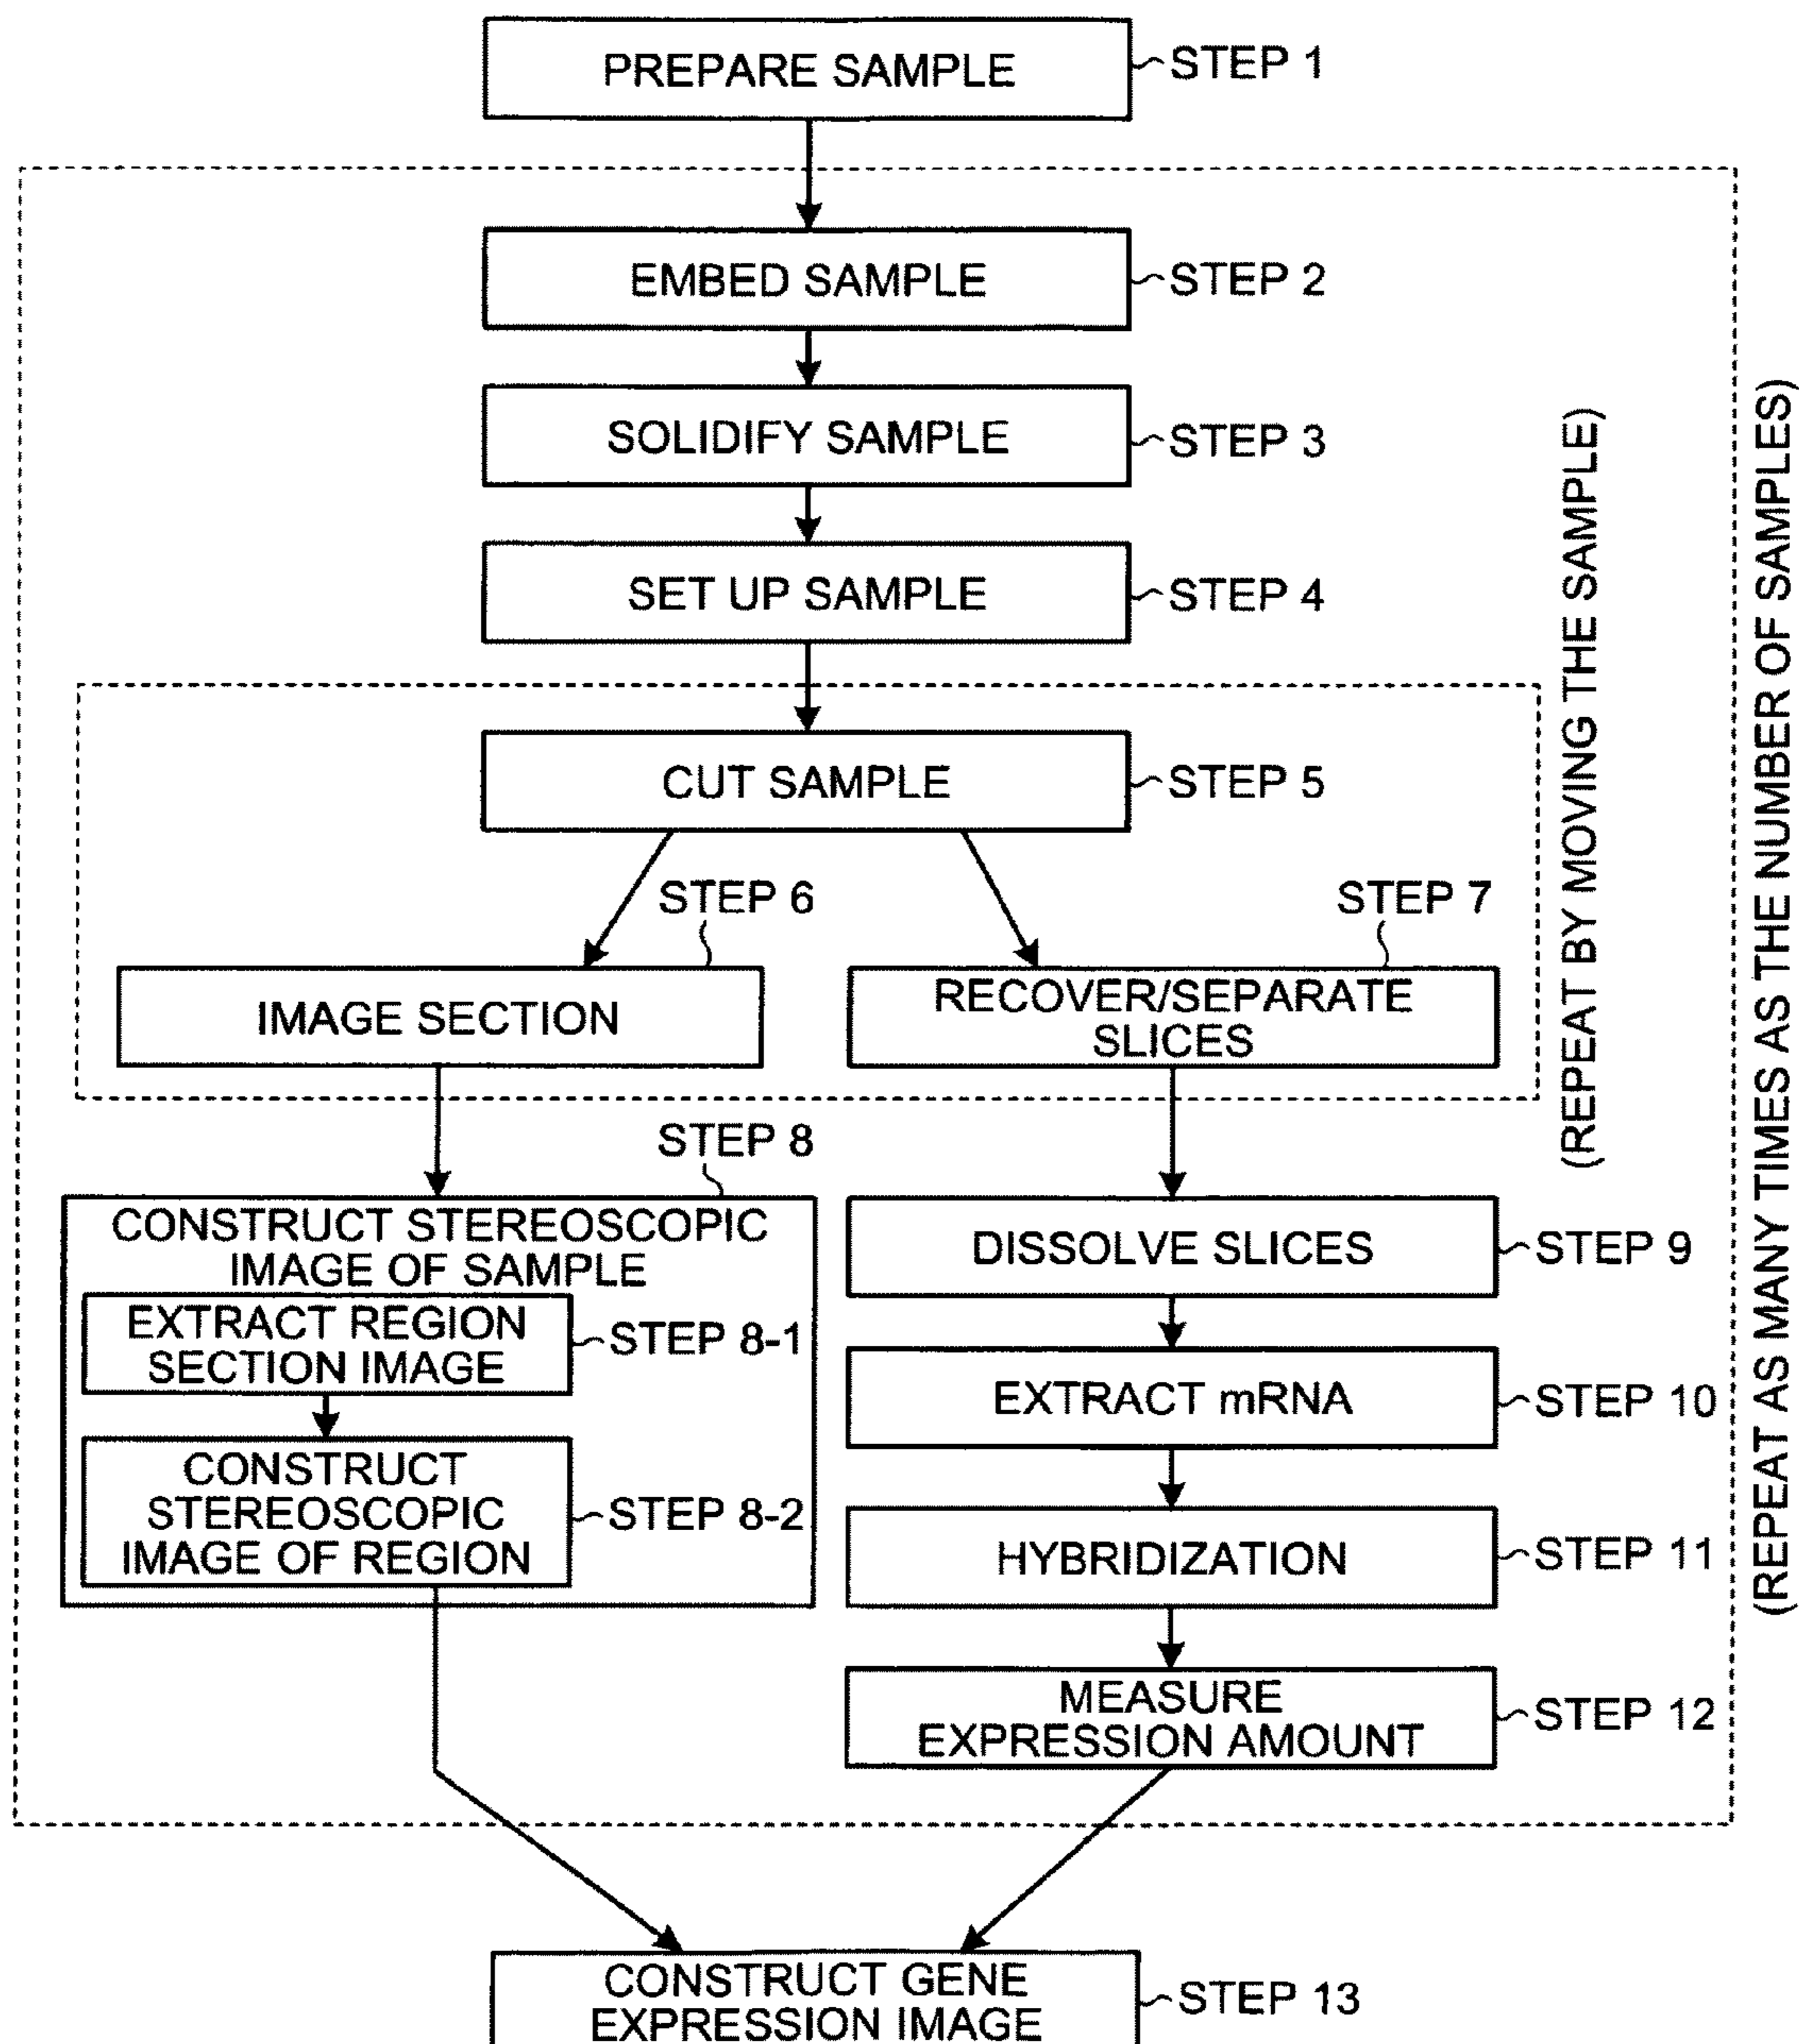 PREPARE SAMPLE
STEP 1
EMBED SAMPLE
STEP 2
SOLIDIFY SAMPLE
STEP 3
SET UP SAMPLE
STEP 4
CUT SAMPLE
STEP 5
STEP 6
IMAGE SECTION
STEP 7
RECOVER/SEPARATE
SLICES
(REPEAT BY MOVING THE SAMPLE)
STEP 8
CONSTRUCT STEREOSCOPIC
IMAGE OF SAMPLE
EXTRACT REGION
SECTION IMAGE
STEP 8-1
CONSTRUCT
STEREOSCOPIC
IMAGE OF REGION
STEP 8-2
DISSOLVE SLICES
STEP 9
EXTRACT mRNA
STEP 10
HYBRIDIZATION
STEP 11
MEASURE
EXPRESSION AMOUNT
STEP 12
(REPEAT AS MANY TIMES AS THE NUMBER OF SAMPLES)
CONSTRUCT GENE
EXPRESSION IMAGE
STEP 13